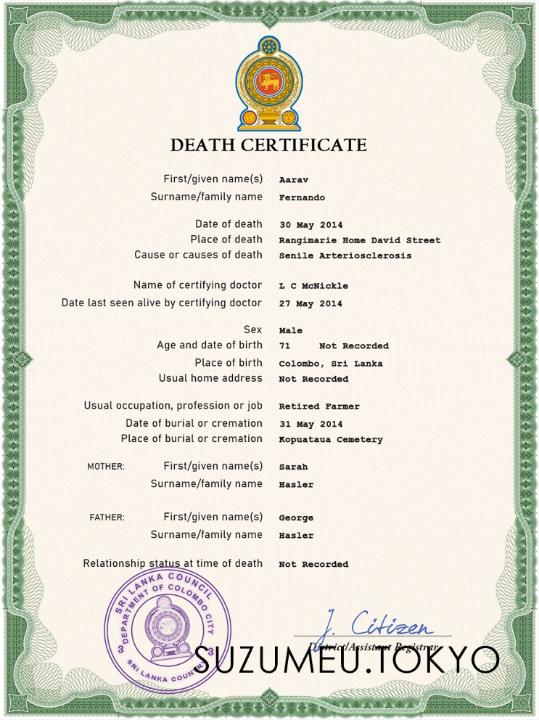 DEATH CERTIFICATE
First/given name(s) Aarav
Surname/family name Fernando
Date of death 30 May 2014
Place of death Rangimarie Home David Street
Cause or causes of death Senile Arteriosclerosis
Name of certifying doctor L C McNickle
Date last seen alive by certifying doctor 27 May 2014
Sex Male
Age and date of birth 71 Not Recorded
Place of birth Colombo, Sri Lanka
Usual home address Not Recorded
Usual occupation, profession or job Retired Farmer
Date of burial or cremation 31 May 2014
Place of burial or cremation Kopuataua Cemetery
MOTHER: First/given name(s) Sarah
Surname/family name Hasler
FATHER: First/given name(s) George
Surname/family name Hasler
Relationship status at time of death Not Recorded
SRI LANKA COUNCIL
DEPARTMENT OF COLOMBO CITY
3 3
SRI LANKA COUNTRY
J. Citizen
District/Assistant Registrar
SUZUMEU.TOKYO